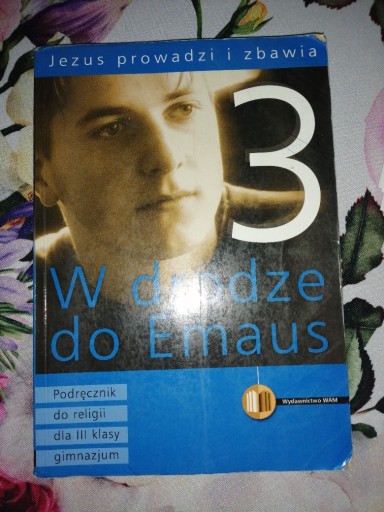 Jezus prowadzi i zbawia
3
W drodze
do Emaus
Podręcznik
do religii
dla III klasy
gimnazjum
Wydawnictwo WAM